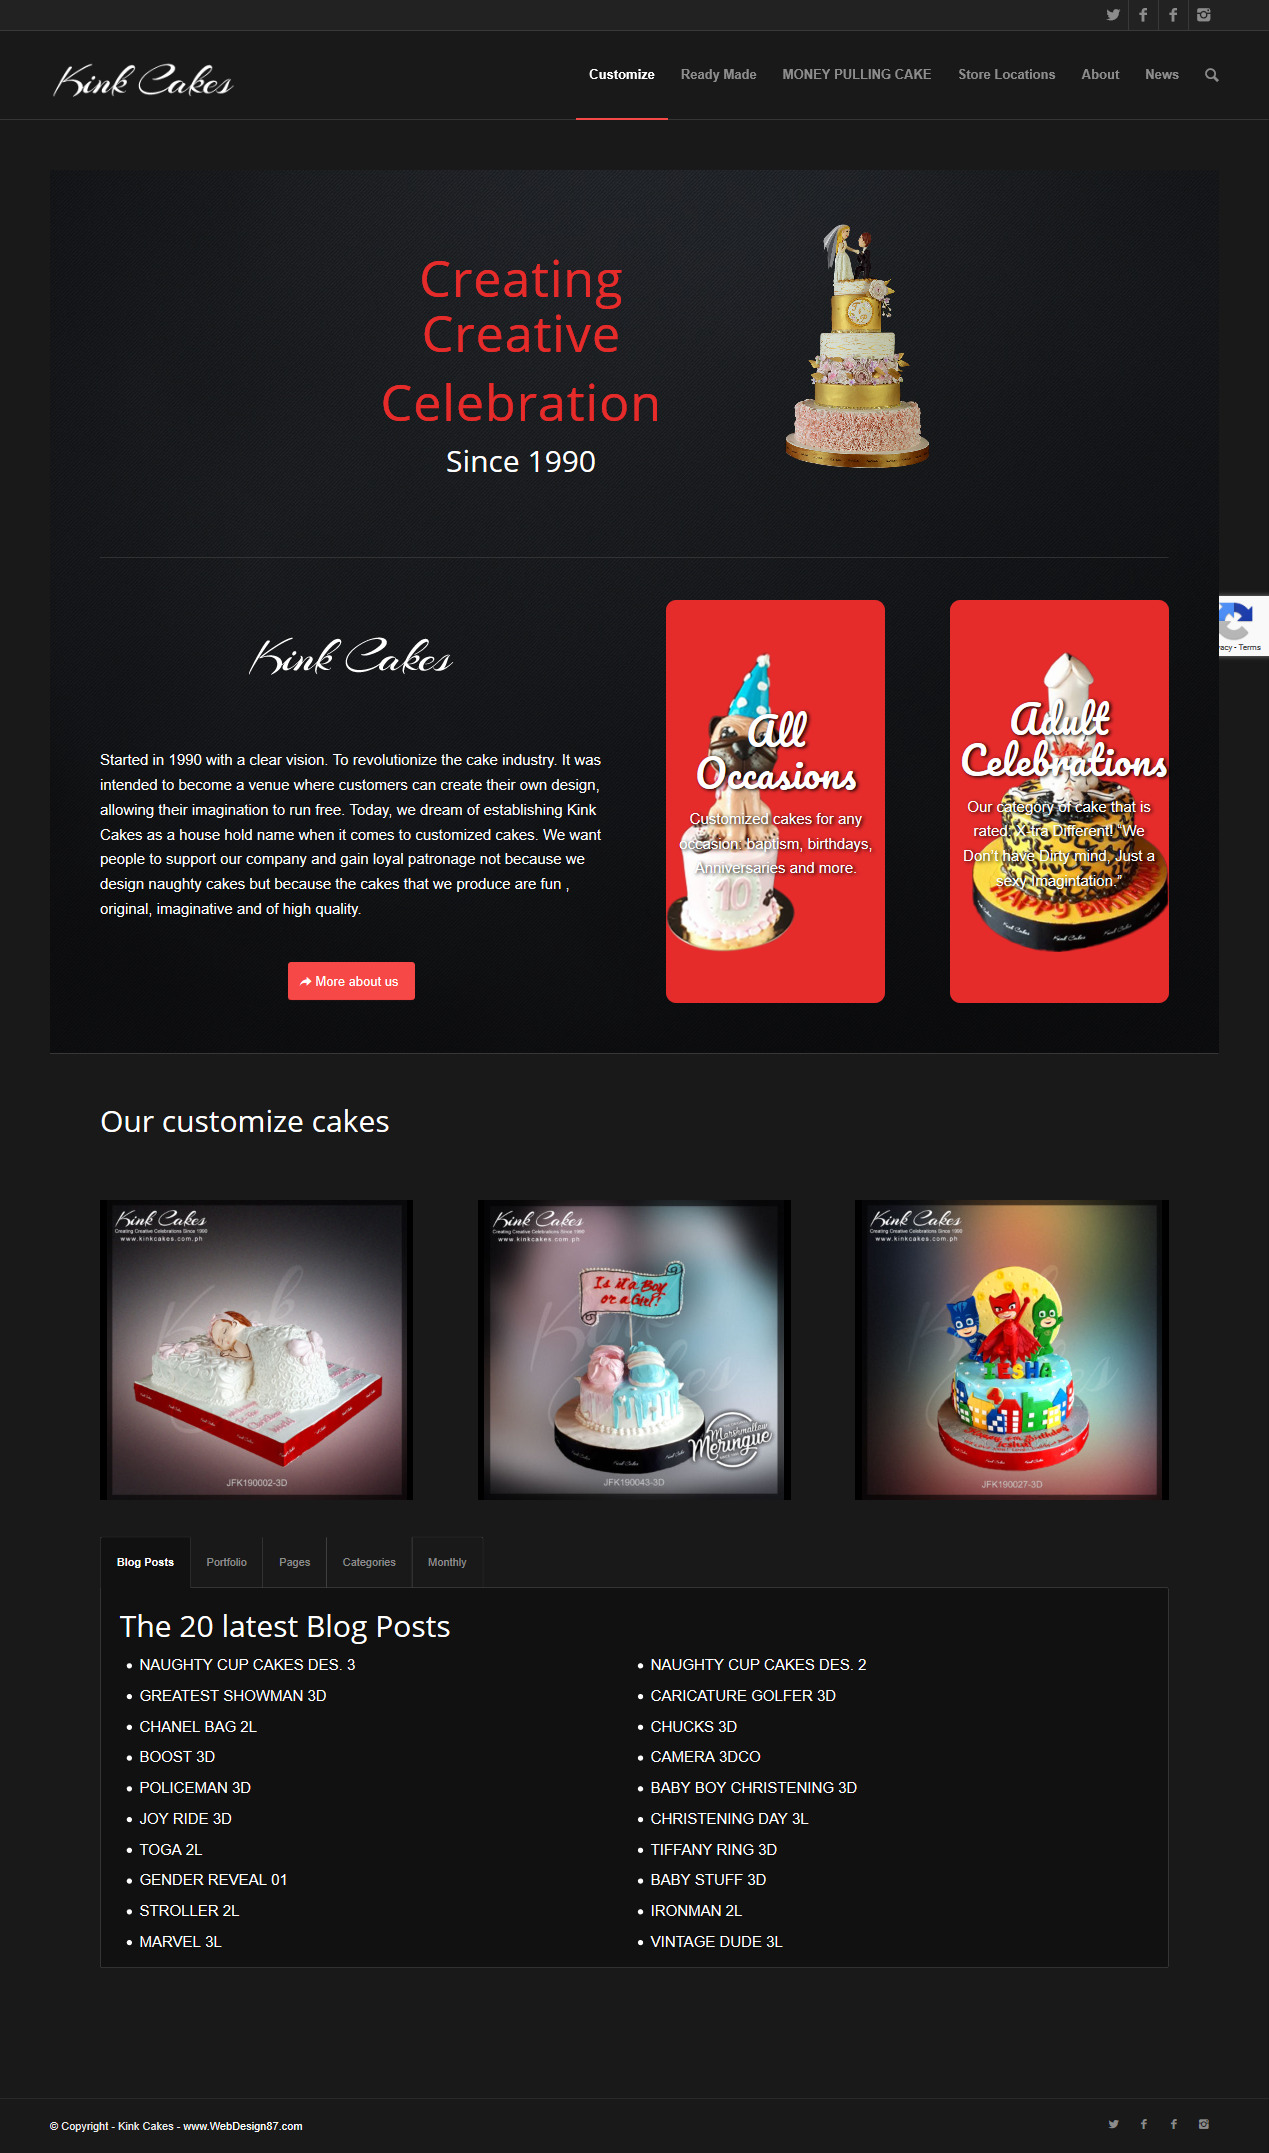 Kink Cakes
Customize
Ready Made
MONEY PULLING CAKE
Store Locations
About
News
Creating
Creative
Celebration
Since 1990
Kink Cakes
Started in 1990 with a clear vision. To revolutionize the cake industry. It was
intended to become a venue where customers can create their own design,
allowing their imagination to run free. Today, we dream of establishing Kink
Cakes as a house hold name when it comes to customized cakes. We want
people to support our company and gain loyal patronage not because we
design naughty cakes but because the cakes that we produce are fun ,
original, imaginative and of high quality.
More about us
All
Occasions
Customized cakes for any
occasion: baptism, birthdays,
Anniversaries and more.
10
Adult
Celebrations
Our category of cake that is
rated: X-tra Different! "We
Don't have Dirty mind, Just a
sexy Imagintation."
HAPPY BIRTHDAY
Kink Cakes
acy - Terms
Our customize cakes
Kink Cakes
Creating Creative Celebrations Since 1990
www.kinkcakes.com.ph
JFK190002-3D
Kink Cakes
Creating Creative Celebrations Since 1990
www.kinkcakes.com.ph
Is it a Boy
or a Girl?
Marshmallow
Meringue
JFK190043-3D
Kink Cakes
Creating Creative Celebrations Since 1990
www.kinkcakes.com.ph
IESHA
4
JFK190027-3D
Blog Posts
Portfolio
Pages
Categories
Monthly
The 20 latest Blog Posts
NAUGHTY CUP CAKES DES. 3
NAUGHTY CUP CAKES DES. 2
GREATEST SHOWMAN 3D
CARICATURE GOLFER 3D
CHANEL BAG 2L
CHUCKS 3D
BOOST 3D
CAMERA 3DCO
POLICEMAN 3D
BABY BOY CHRISTENING 3D
JOY RIDE 3D
CHRISTENING DAY 3L
TOGA 2L
TIFFANY RING 3D
GENDER REVEAL 01
BABY STUFF 3D
STROLLER 2L
IRONMAN 2L
MARVEL 3L
VINTAGE DUDE 3L
© Copyright - Kink Cakes - www.WebDesign87.com